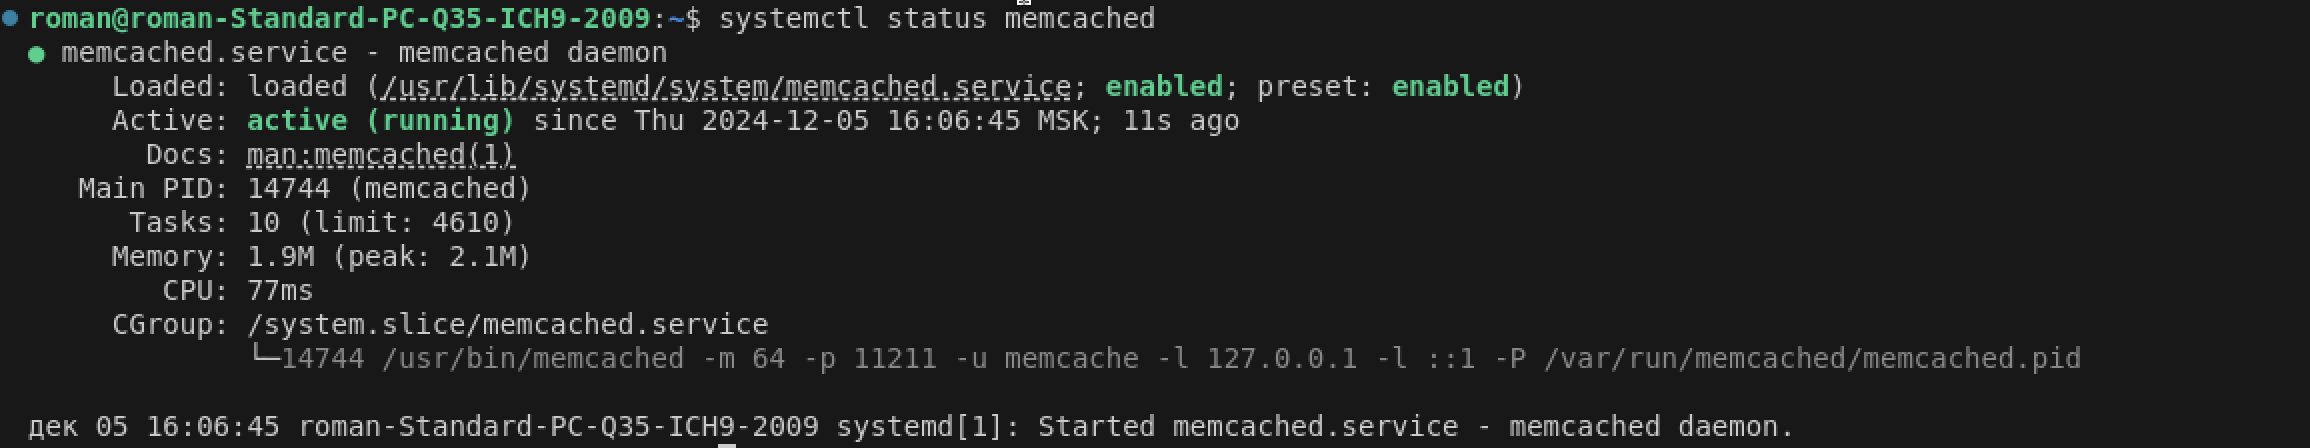 roman@roman-Standard-PC-Q35-ICH9-2009:~$ systemctl status memcached
● memcached.service - memcached daemon
Loaded: loaded (/usr/lib/systemd/system/memcached.service; enabled; preset: enabled)
Active: active (running) since Thu 2024-12-05 16:06:45 MSK; 11s ago
Docs: man:memcached(1)
Main PID: 14744 (memcached)
Tasks: 10 (limit: 4610)
Memory: 1.9M (peak: 2.1M)
CPU: 77ms
CGroup: /system.slice/memcached.service
└─14744 /usr/bin/memcached -m 64 -p 11211 -u memcache -l 127.0.0.1 -l ::1 -P /var/run/memcached/memcached.pid
дек 05 16:06:45 roman-Standard-PC-Q35-ICH9-2009 systemd[1]: Started memcached.service - memcached daemon.